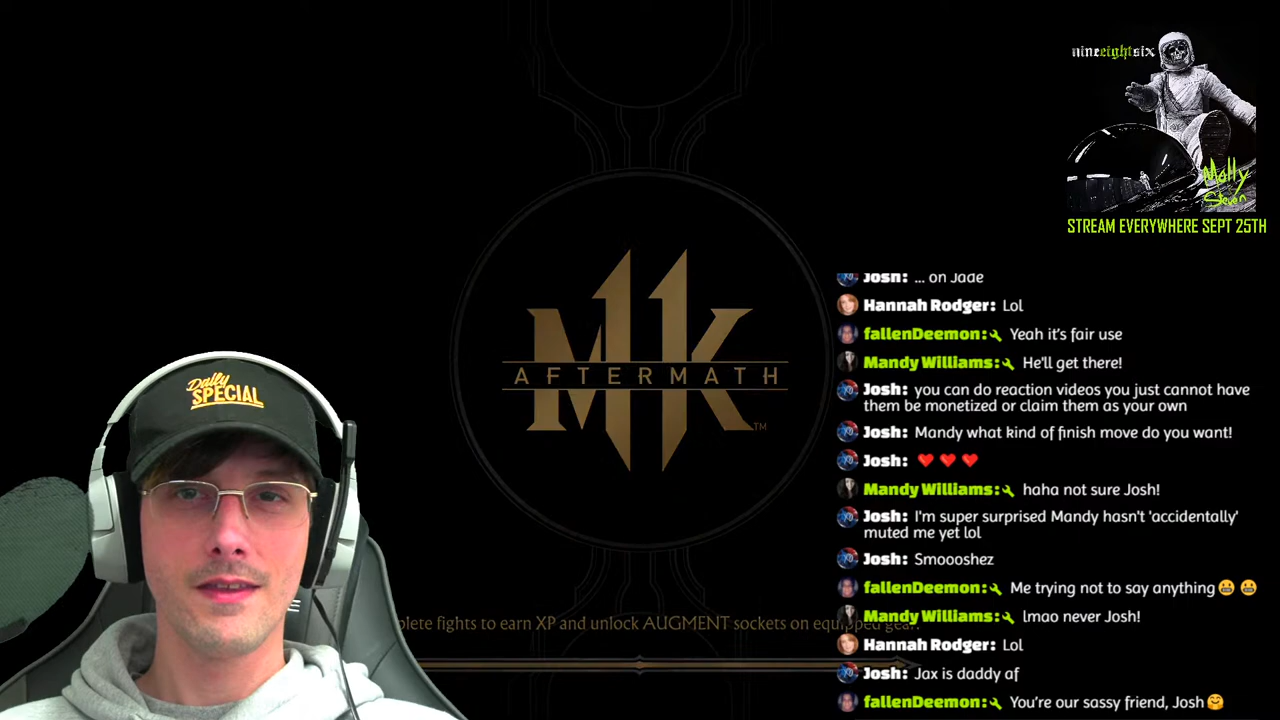 nineeightsix
Molly
Steven
STREAM EVERYWHERE SEPT 25TH
Josh: ... on Jade
Hannah Rodger: Lol
fallenDeemon: Yeah it's fair use
Mandy Williams: He'll get there!
Josh: you can do reaction videos you just cannot have
them be monetized or claim them as your own
Josh: Mandy what kind of finish move do you want!
Josh: ❤️ ❤️ ❤️
Mandy Williams: haha not sure Josh!
Josh: I'm super surprised Mandy hasn't 'accidentally'
muted me yet lol
Josh: Smoooshez
fallenDeemon: Me trying not to say anything😬 😬
Mandy Williams: lmao never Josh!
Hannah Rodger: Lol
Josh: Jax is daddy af
fallenDeemon: You're our sassy friend, Josh🤗
MK11
AFTERMATH
TM
Daily
SPECIAL
plete fights to earn XP and unlock AUGMENT sockets on equipped gear.